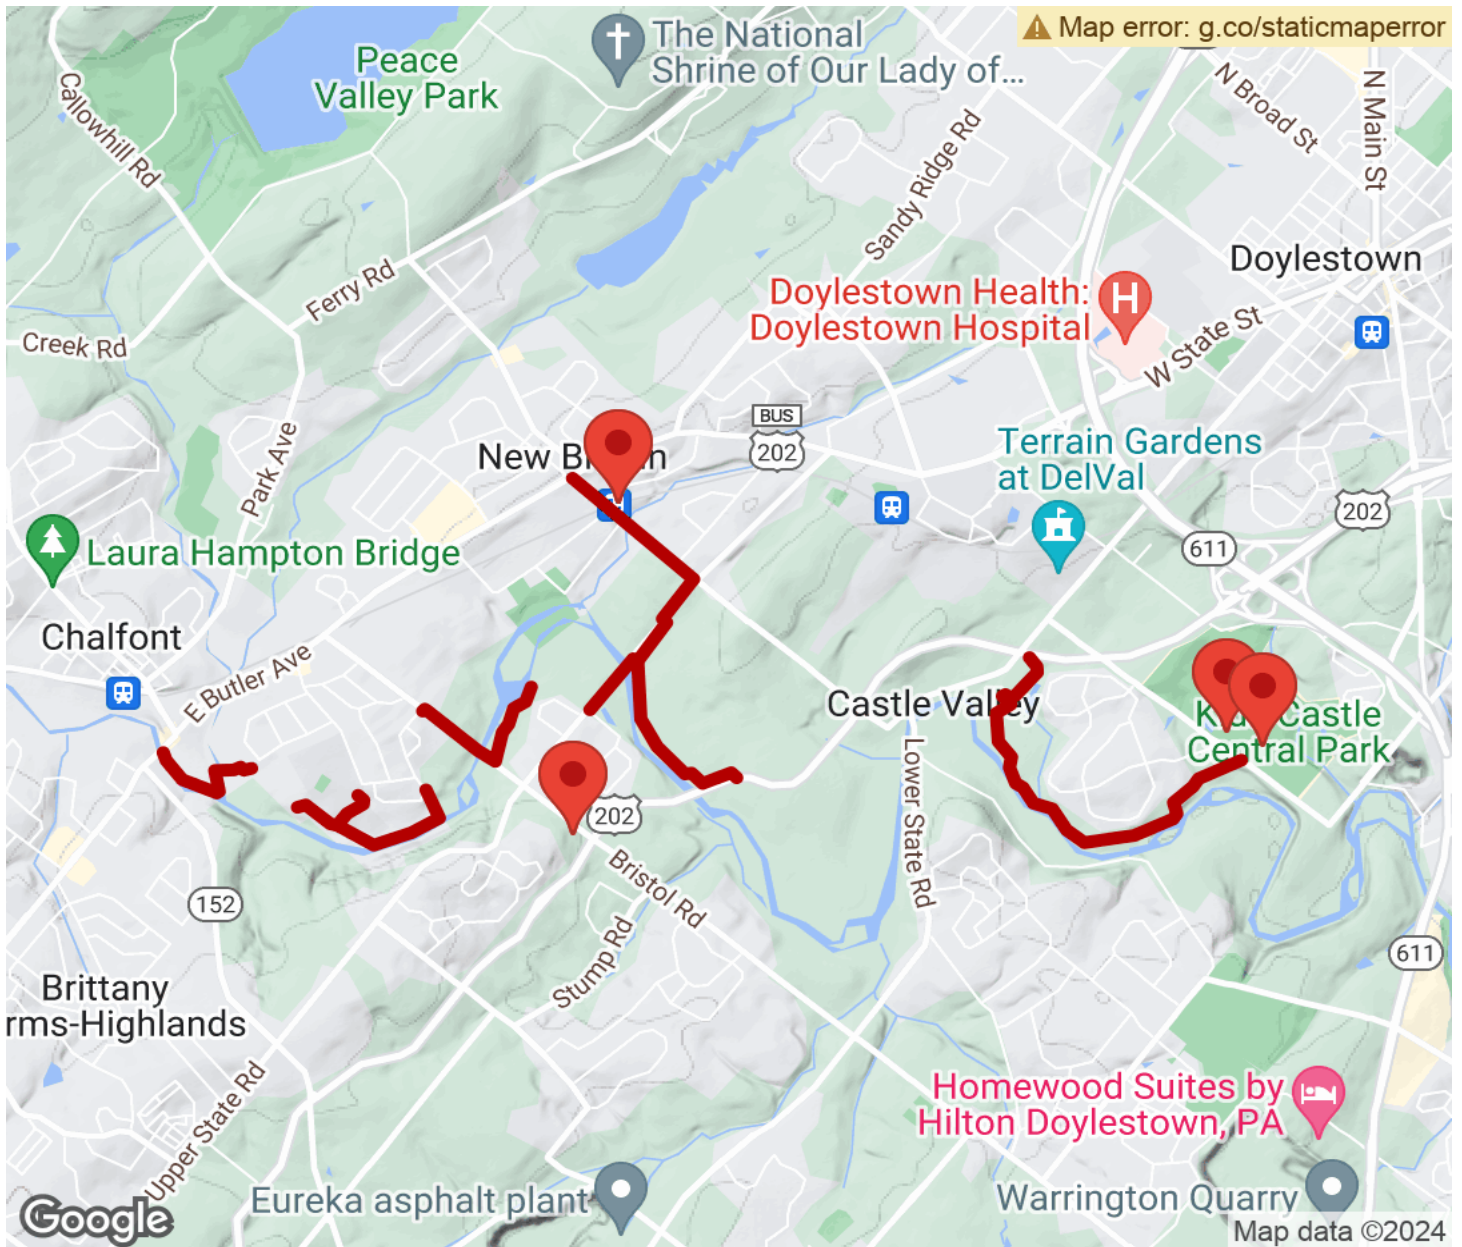 Map error: g.co/staticmaperror
The National
Shrine of Our Lady of...
Peace
Valley Park
Callowhill Rd
N Broad St
N Main St
Sandy Ridge Rd
Doylestown
Ferry Rd
Doylestown Health:
Doylestown Hospital
H
Creek Rd
W State St
BUS
202
New B
n
Park Ave
Terrain Gardens
at DelVal
202
611
Laura Hampton Bridge
Chalfont
E Butler Ave
Castle Valley
Castle
Central Park
Lower State Rd
202
Bristol Rd
152
Stump Rd
611
Brittany
rms-Highlands
Upper State Rd
Homewood Suites by
Hilton Doylestown, PA
Eureka asphalt plant
Warrington Quarry
Google
Map data ©2024